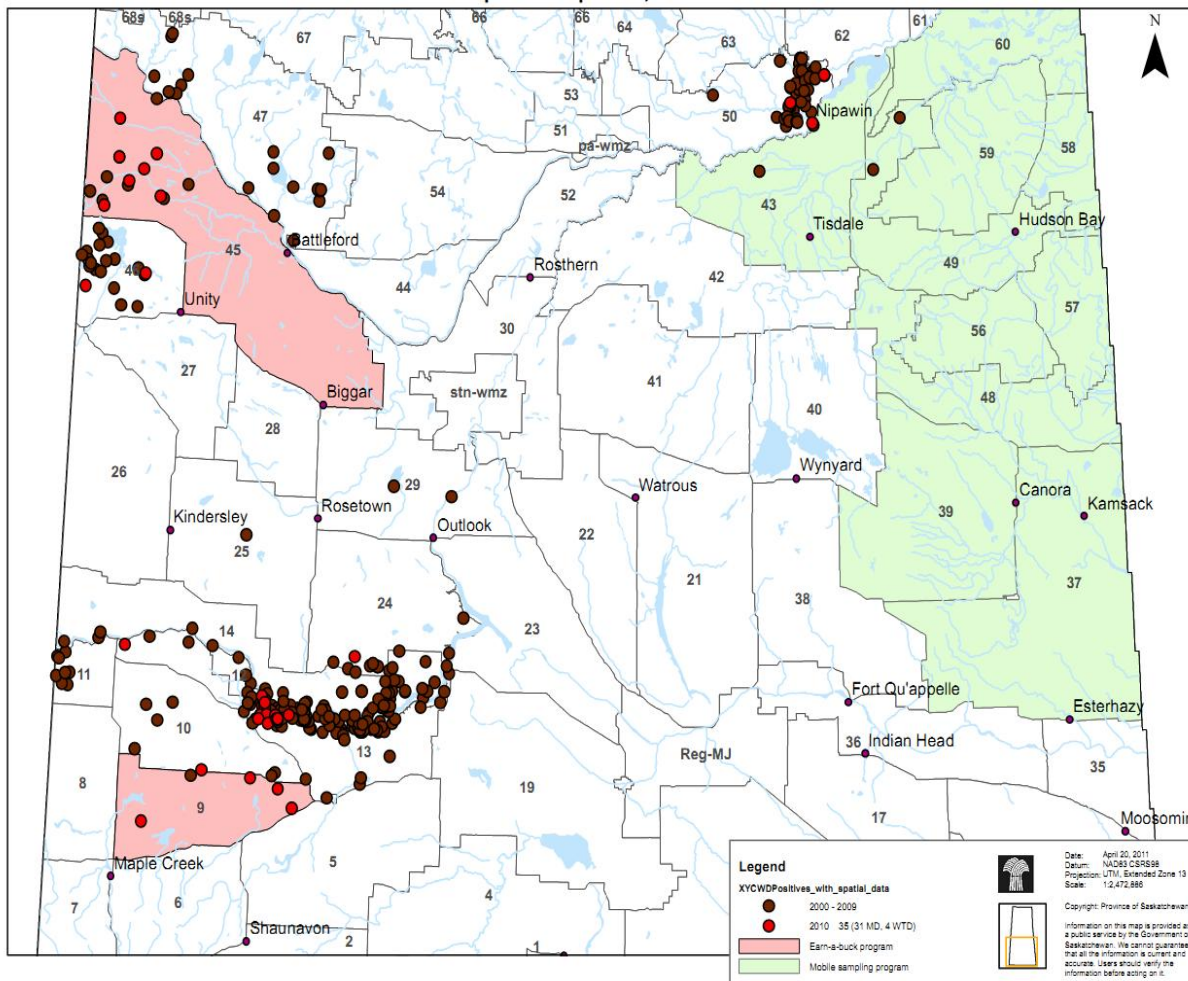 68s 68s 66 66 64 61
67 63 62 60
N
53
47 51 50 Nipawin
pa-wmz 59 58
54 52 43
Tisdale Hudson Bay
45 Battleford
44 Rosthern 42 49
Unity 30 57
56
27 41
Biggar stn-wmz 40 48
28
26 29 Wynyard
Kindersley Rosetown Watrous Canora Kamsack
25 Outlook 39
22 21 37
24 38
14 23
11 Fort Qu'appelle Esterhazy
10 13 Reg-MJ 36 Indian Head 35
8 9 19 17
Moosomin
Maple Creek 5
7 6 4
Shaunavon 2 1
Legend
XYCWDPositives_with_spatial_data
2000 - 2009
2010 35 (31 MD, 4 WTD)
Earn-a-buck program
Mobile sampling program
Date: April 20, 2011
Datum: NAD83 CSRS98
Projection: UTM, Extended Zone 13
Scale: 1:2,472,886
Copyright: Province of Saskatchewan
Information on this map is provided as
a public service by the Government of
Saskatchewan. We cannot guarantee
that all the information is current and
accurate. Users should verify the
information before acting on it.